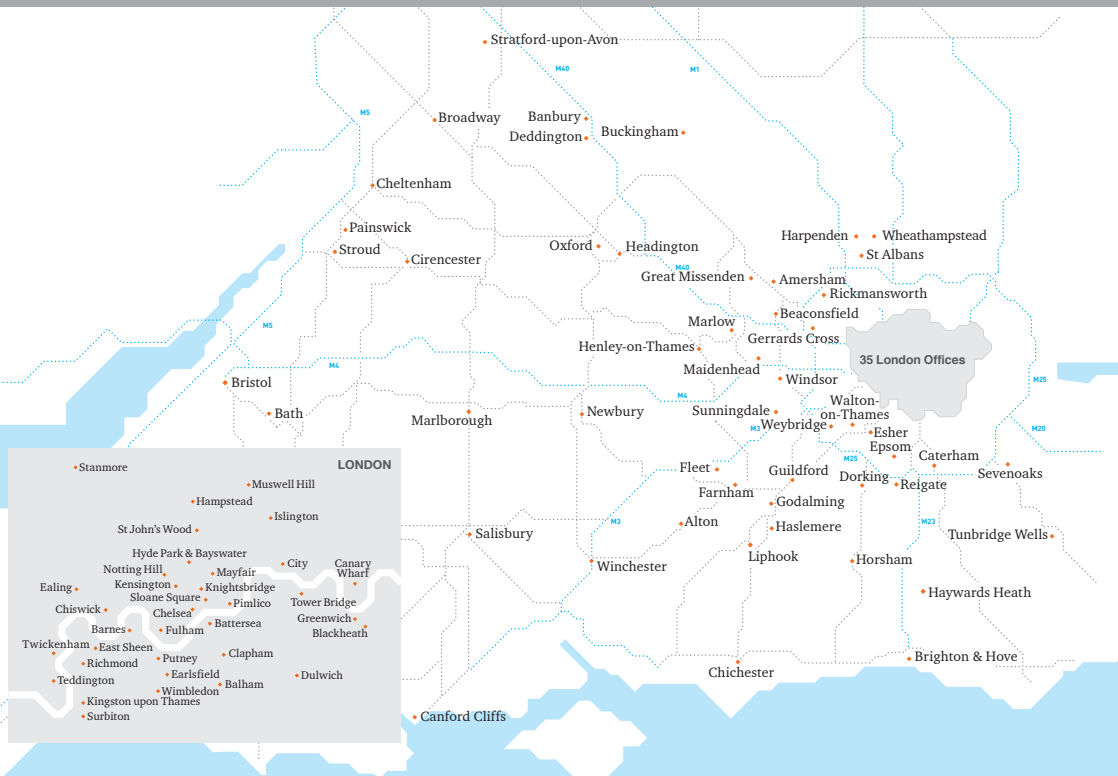 Stratford-upon-Avon
M40
M1
M5
Broadway
Banbury
Deddington
Buckingham
Cheltenham
Painswick
Stroud
Cirencester
Oxford
Headington
M40
Harpenden
Wheathampstead
St Albans
Great Missenden
Amersham
Rickmansworth
Beaconsfield
Marlow
Gerrards Cross
Henley-on-Thames
Maidenhead
Windsor
35 London Offices
M5
M4
M4
M25
Bristol
Bath
Marlborough
Newbury
Sunningdale
Walton-
on-Thames
Weybridge
M3
Esher
Epsom
M20
M25
Caterham
Sevenoaks
Fleet
Farnham
Guildford
Dorking
Reigate
Godalming
M3
Alton
Haslemere
M23
Salisbury
Winchester
Liphook
Horsham
Tunbridge Wells
Haywards Heath
Chichester
Brighton & Hove
Canford Cliffs
LONDON
Stanmore
Muswell Hill
Hampstead
Islington
St John's Wood
Hyde Park & Bayswater
Notting Hill
Mayfair
City
Canary
Wharf
Ealing
Kensington
Knightsbridge
Sloane Square
Pimlico
Tower Bridge
Chiswick
Chelsea
Greenwich
Barnes
Fulham
Battersea
Blackheath
Twickenham
East Sheen
Richmond
Putney
Clapham
Teddington
Earlsfield
Wimbledon
Balham
Dulwich
Kingston upon Thames
Surbiton